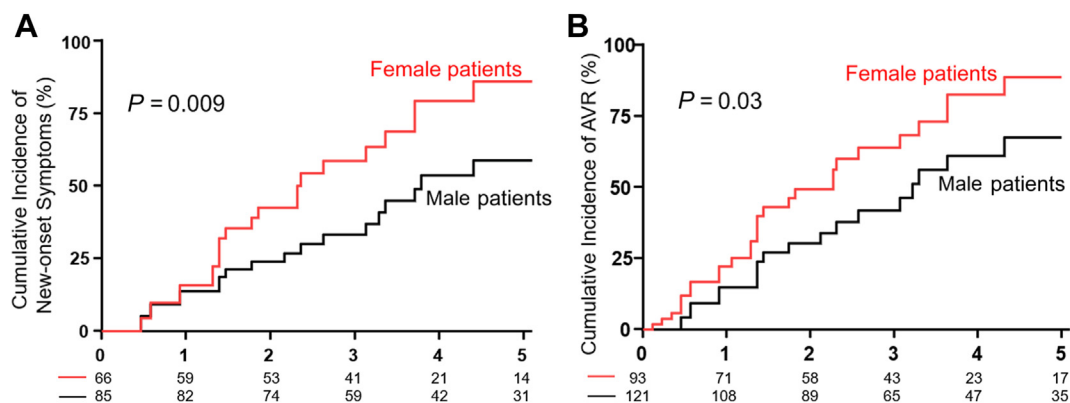 A
Cumulative Incidence of
New-onset Symptoms (%)
100
75
50
25
0
P = 0.009
Female patients
Male patients
0 1 2 3 4 5
66 59 53 41 21 14
85 82 74 59 42 31
B
Cumulative Incidence of AVR (%)
100
75
50
25
0
P = 0.03
Female patients
Male patients
0 1 2 3 4 5
93 71 58 43 23 17
121 108 89 65 47 35